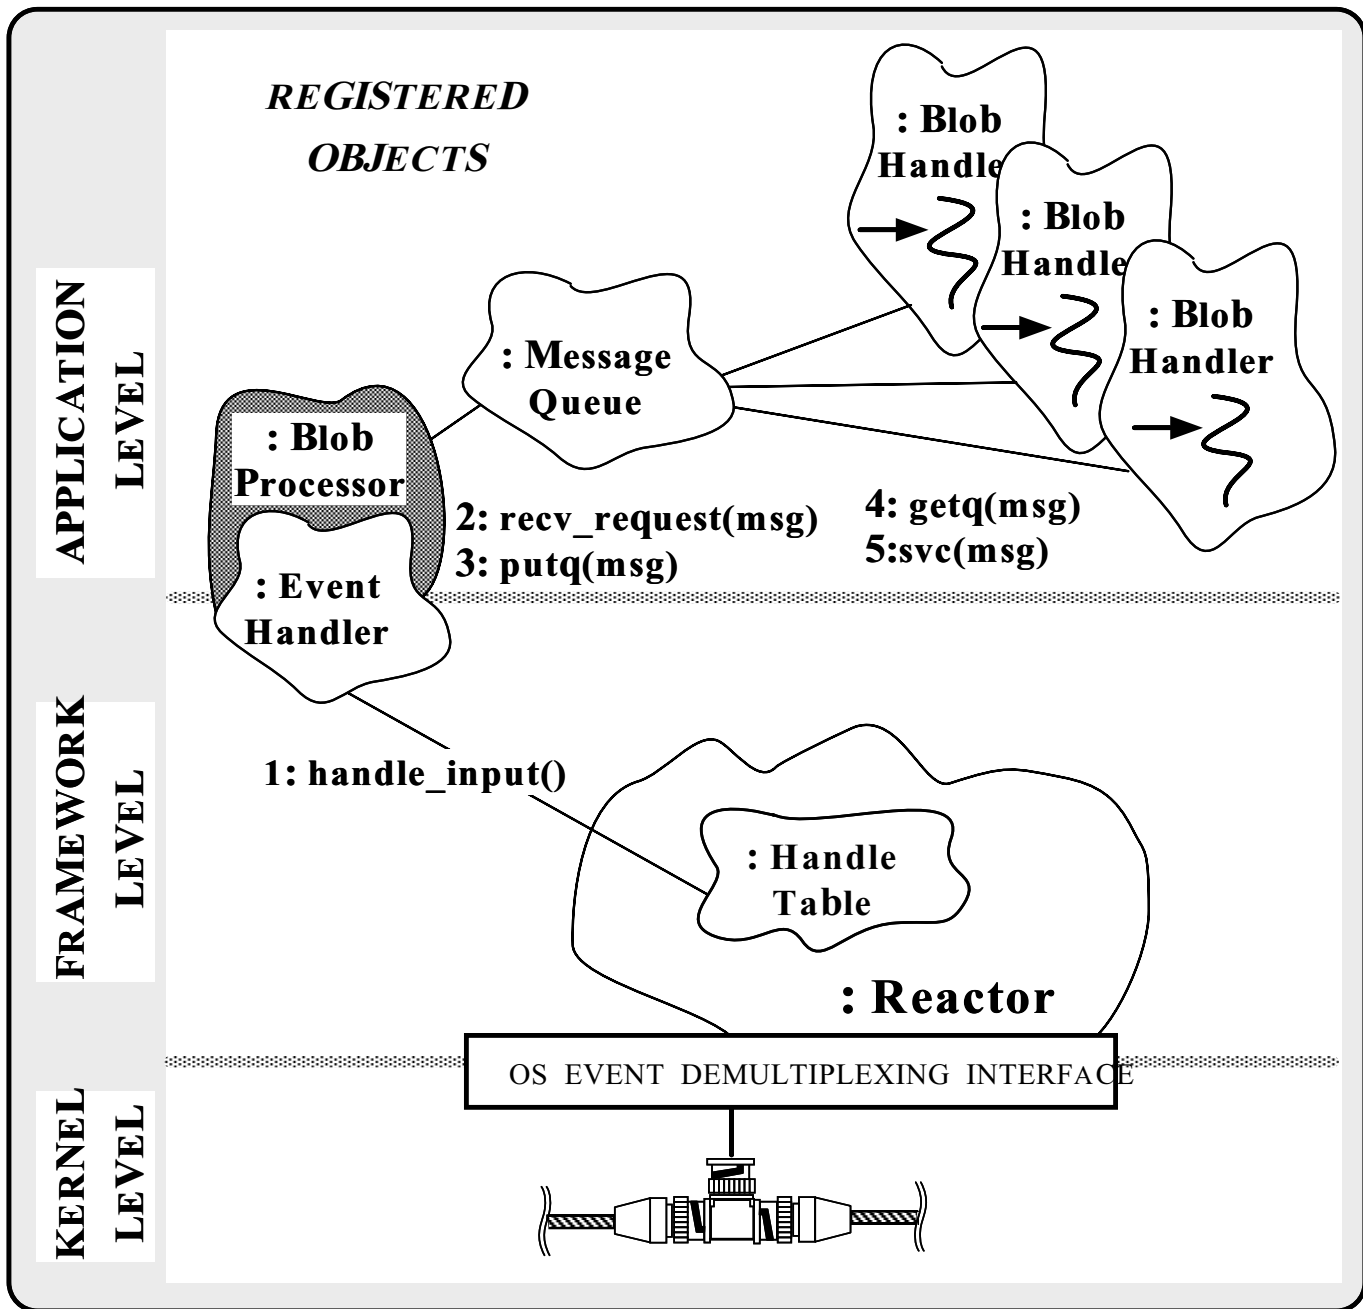 REGISTERED
OBJECTS
: Blob
Handle
: Blob
Handle
: Blob
Handler
: Message
Queue
: Blob
Processor
: Event
Handler
2: recv_request(msg)
3: putq(msg)
4: getq(msg)
5:svc(msg)
APPLICATION
LEVEL
1: handle_input()
: Handle
Table
: Reactor
FRAMEWORK
LEVEL
OS EVENT DEMULTIPLEXING INTERFACE
KERNEL
LEVEL